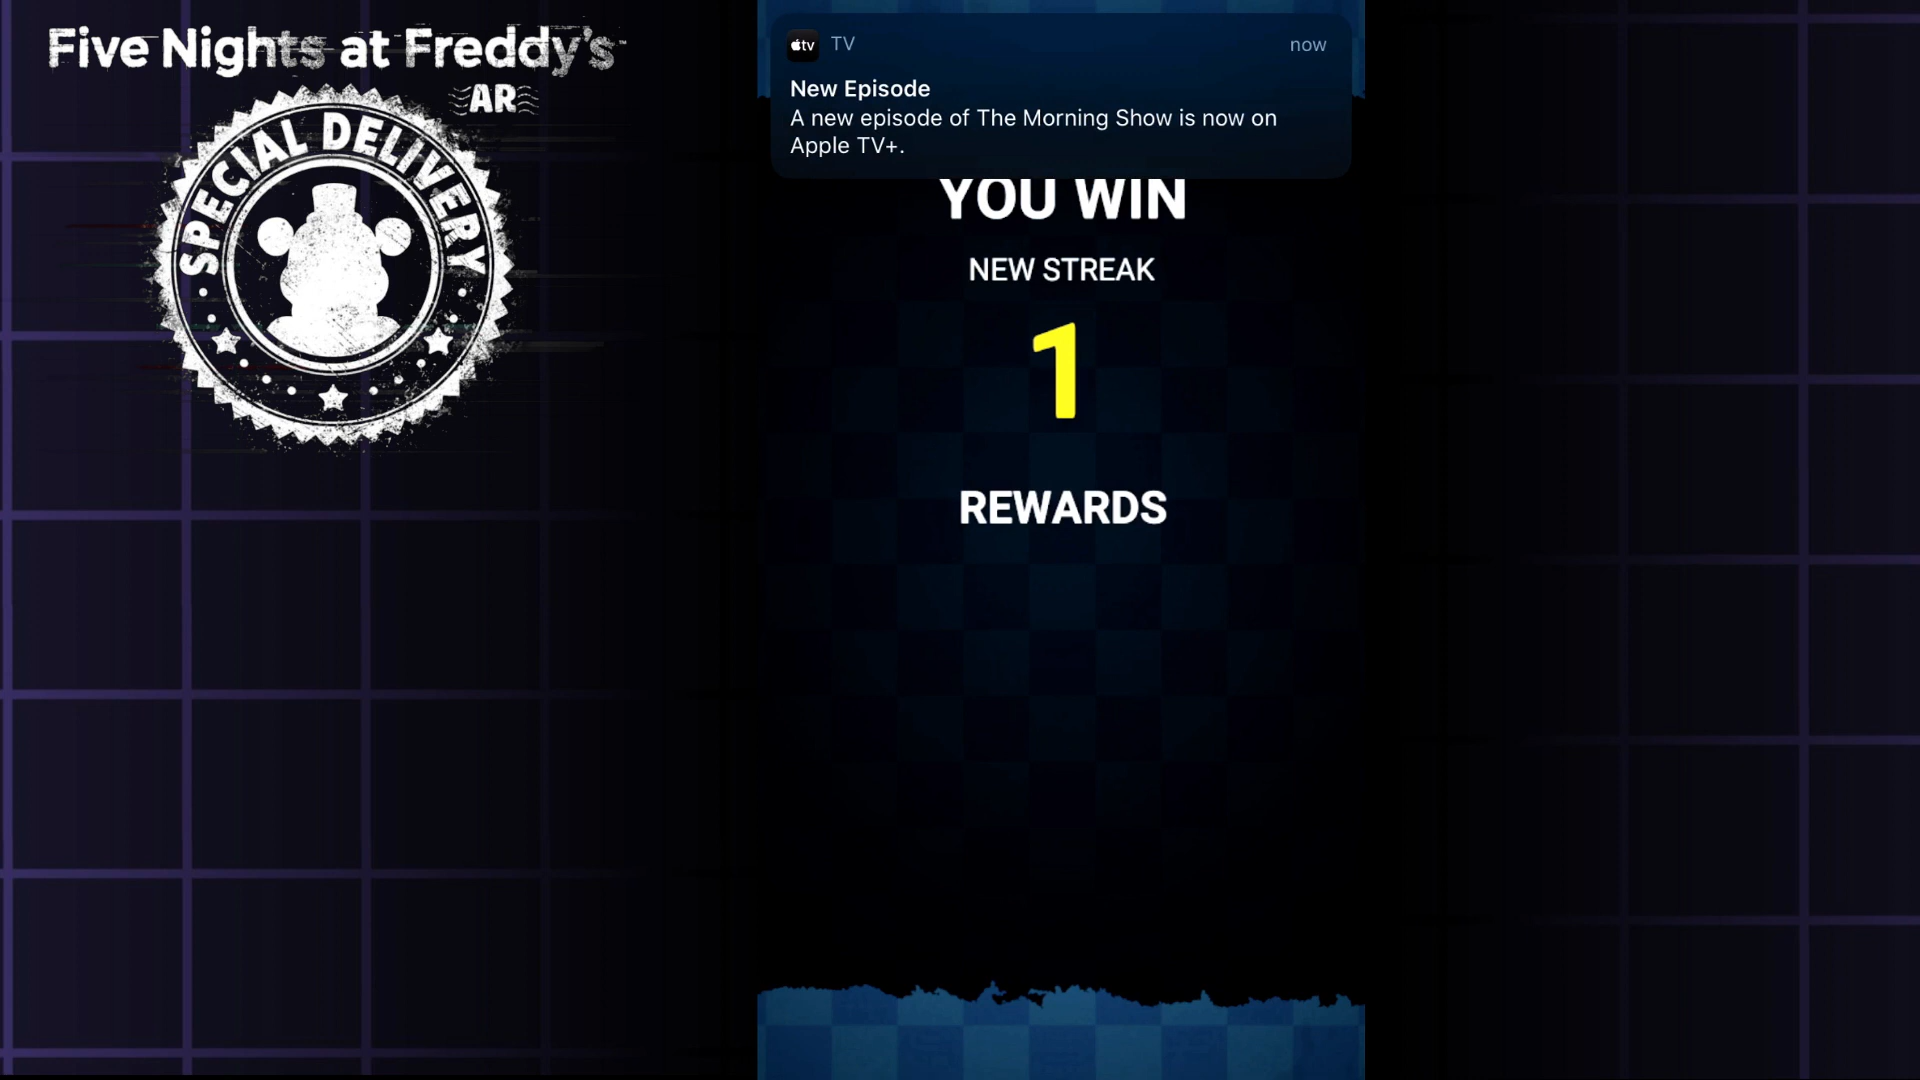 Five Nights at Freddy's
AR
SPECIAL DELIVERY
tv TV now
New Episode
A new episode of The Morning Show is now on
Apple TV+.
YOU WIN
NEW STREAK
1
REWARDS